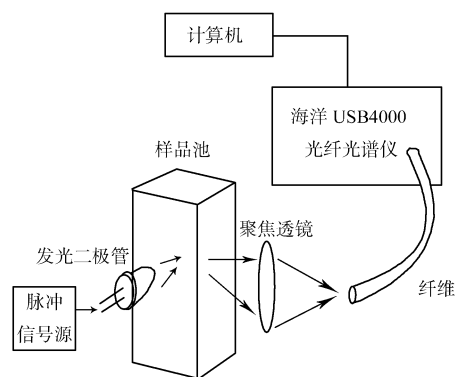 计算机
海洋 USB4000
光纤光谱仪
样品池
聚焦透镜
发光二极管
纤维
脉冲
信号源